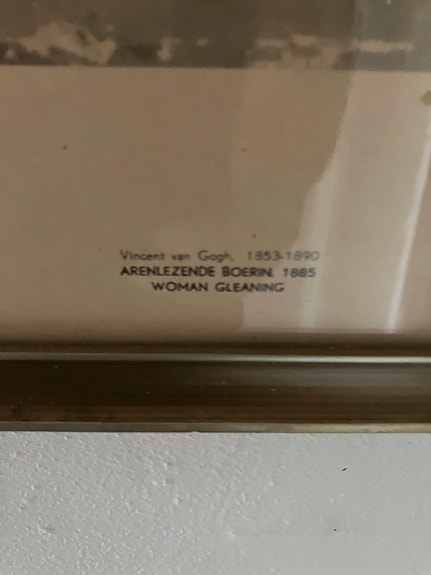 Vincent van Gogh, 1853-1890
ARENLEZENDE BOERIN, 1885
WOMAN GLEANING